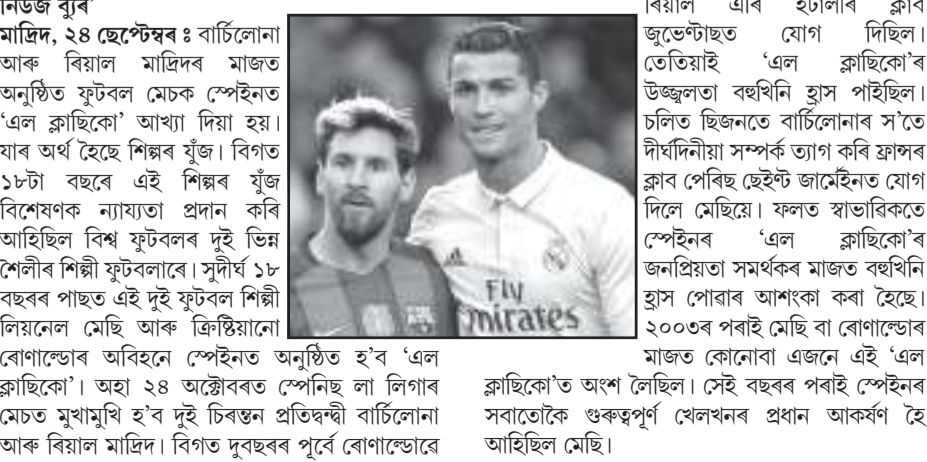 নিউজ ব্যুৰ'
মাদ্ৰিদ, ২৪ ছেপ্টেম্বৰ ঃ বাৰ্চিলোনা
আৰু ৰিয়াল মাদ্ৰিদৰ মাজত
অনুষ্ঠিত ফুটবল মেচক স্পেইনত
‘এল ক্লাছিকো’ আখ্যা দিয়া হয়।
যাৰ অৰ্থ হৈছে শিল্পৰ যুঁজ। বিগত
১৮টা বছৰে এই শিল্পৰ যুঁজ
বিশেষণক ন্যায্যতা প্ৰদান কৰি
আহিছিল বিশ্ব ফুটবলৰ দুই ভিন্ন
শৈলীৰ শিল্পী ফুটবলাৰে। সুদীৰ্ঘ ১৮
বছৰৰ পাছত এই দুই ফুটবল শিল্পী
লিয়নেল মেছি আৰু ক্ৰিষ্টিয়ানো
ৰোণাল্ডোৰ অবিহনে স্পেইনত অনুষ্ঠিত হ’ব ‘এল
ক্লাছিকো’। অহা ২৪ অক্টোবৰত স্পেনিছ লা লিগাৰ
মেচত মুখামুখি হ’ব দুই চিৰন্তন প্ৰতিদ্বন্দ্বী বাৰ্চিলোনা
আৰু ৰিয়াল মাদ্ৰিদ। বিগত দুবছৰৰ পূৰ্বে ৰোণাল্ডোৱে
Fly
Emirates
ৰিয়াল এৰি ইটালীৰ ক্লাব
জুভেণ্টাছত যোগ দিছিল।
তেতিয়াই ‘এল ক্লাছিকো’ৰ
উজ্জ্বলতা বহুখিনি হ্ৰাস পাইছিল।
চলিত ছিজনতে বাৰ্চিলোনাৰ স’তে
দীৰ্ঘদিনীয়া সম্পৰ্ক ত্যাগ কৰি ফ্ৰান্সৰ
ক্লাব পেৰিছ ছেইণ্ট জাৰ্মেইনত যোগ
দিলে মেছিয়ে। ফলত স্বাভাৱিকতে
স্পেইনৰ ‘এল ক্লাছিকো’ৰ
জনপ্ৰিয়তা সমৰ্থকৰ মাজত বহুখিনি
হ্ৰাস পোৱাৰ আশংকা কৰা হৈছে।
২০০৩ৰ পৰাই মেছি বা ৰোণাল্ডোৰ
মাজত কোনোবা এজনে এই ‘এল
ক্লাছিকো’ত অংশ লৈছিল। সেই বছৰৰ পৰাই স্পেইনৰ
সবাতোকৈ গুৰুত্বপূৰ্ণ খেলখনৰ প্ৰধান আকৰ্ষণ হৈ
আহিছিল মেছি।